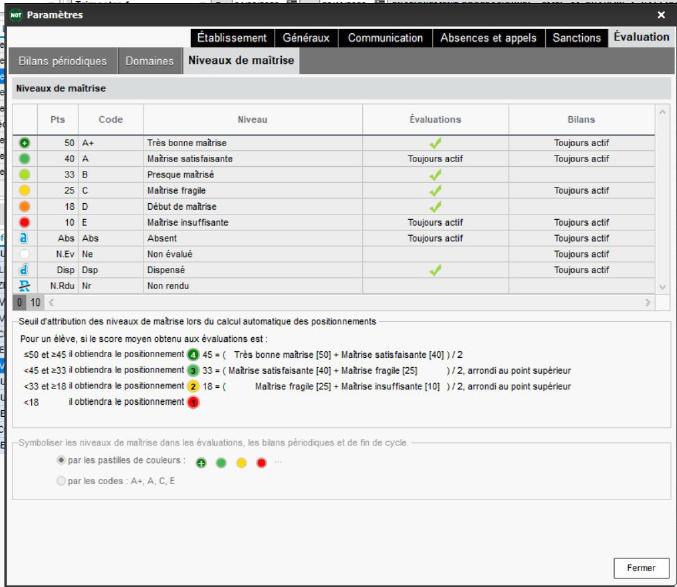 Paramètres
Établissement Généraux Communication Absences et appels Sanctions Évaluation
Bilans périodiques Domaines Niveaux de maîtrise
Niveaux de maîtrise
Pts Code Niveau Évaluations Bilans
50 A+ Très bonne maîtrise Toujours actif
40 A Maîtrise satisfaisante Toujours actif Toujours actif
33 B Presque maîtrisé
25 C Maîtrise fragile Toujours actif
18 D Début de maîtrise
10 E Maîtrise insuffisante Toujours actif Toujours actif
a Abs Abs Absent Toujours actif Toujours actif
N.Ev Ne Non évalué Toujours actif
d Disp Dsp Dispensé Toujours actif
R N.Rdu Nr Non rendu
0 10
Seuil d'attribution des niveaux de maîtrise lors du calcul automatique des positionnements
Pour un élève, si le score moyen obtenu aux évaluations est :
≤50 et ≥45 il obtiendra le positionnement 4 45 = ( Très bonne maîtrise [50] + Maîtrise satisfaisante [40] ) / 2
<45 et ≥33 il obtiendra le positionnement 3 33 = ( Maîtrise satisfaisante [40] + Maîtrise fragile [25] ) / 2, arrondi au point supérieur
<33 et ≥18 il obtiendra le positionnement 2 18 = ( Maîtrise fragile [25] + Maîtrise insuffisante [10] ) / 2, arrondi au point supérieur
<18 il obtiendra le positionnement 1
Symboliser les niveaux de maîtrise dans les évaluations, les bilans périodiques et de fin de cycle
par les pastilles de couleurs : + ...
par les codes : A+, A, C, E
Fermer